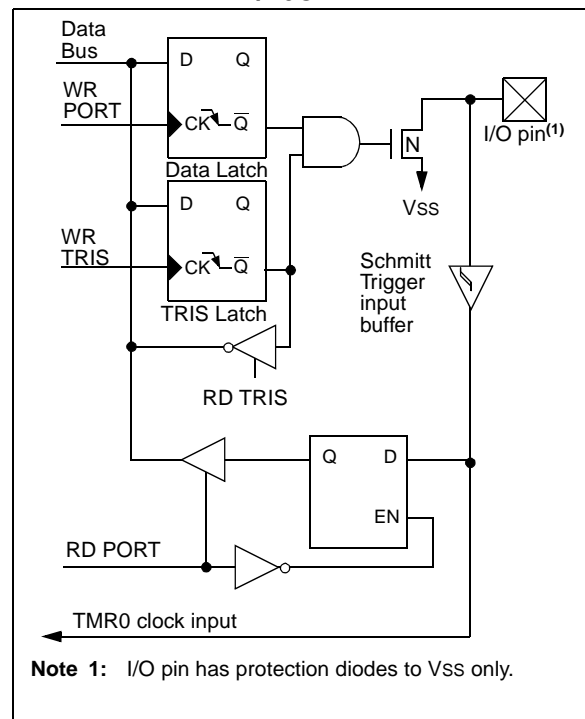 Data
Bus
D Q
WR
PORT
CK Q
Data Latch
I/O pin(1)
N
VSS
D Q
WR
TRIS
CK Q
TRIS Latch
Schmitt
Trigger
input
buffer
RD TRIS
Q D
EN
RD PORT
TMR0 clock input
Note 1: I/O pin has protection diodes to VSS only.